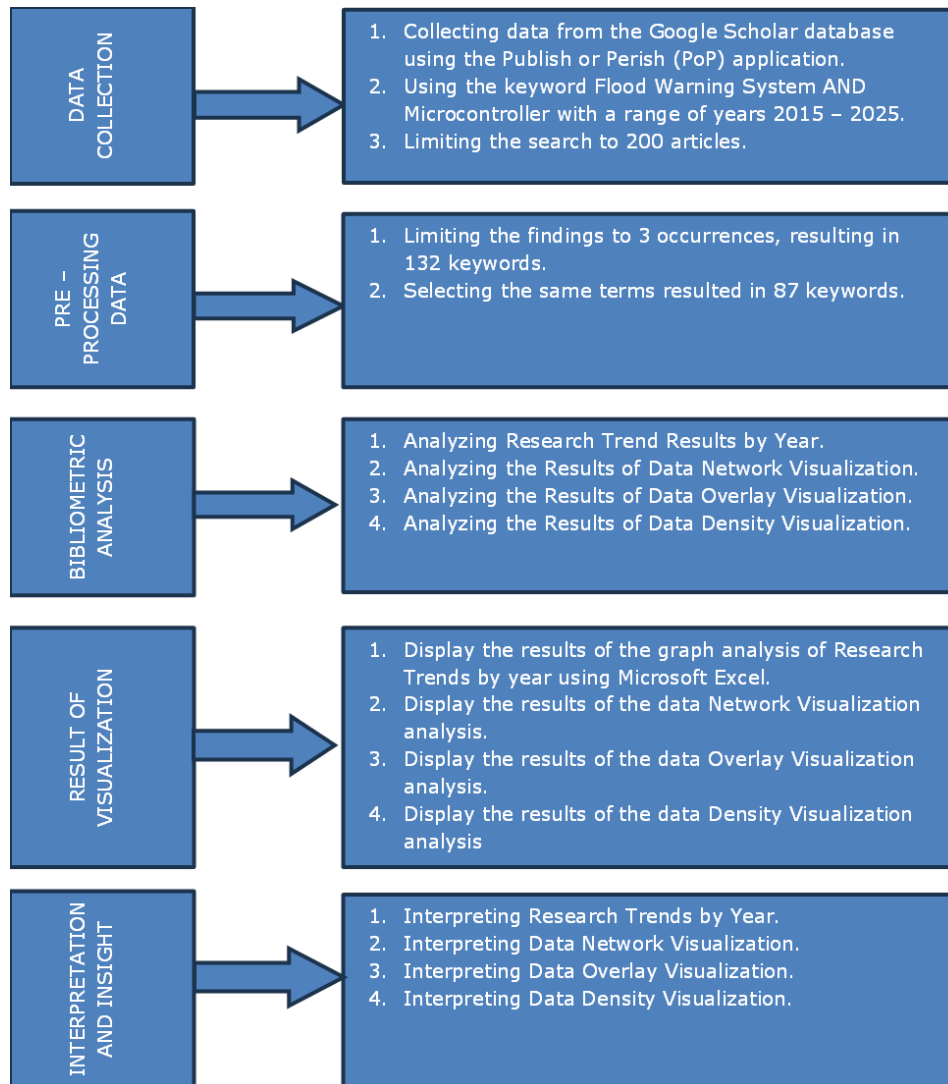 DATA
COLLECTION
1. Collecting data from the Google Scholar database
using the Publish or Perish (PoP) application.
2. Using the keyword Flood Warning System AND
Microcontroller with a range of years 2015 – 2025.
3. Limiting the search to 200 articles.
PRE –
PROCESSING
DATA
1. Limiting the findings to 3 occurrences, resulting in
132 keywords.
2. Selecting the same terms resulted in 87 keywords.
BIBLIOMETRIC
ANALYSIS
1. Analyzing Research Trend Results by Year.
2. Analyzing the Results of Data Network Visualization.
3. Analyzing the Results of Data Overlay Visualization.
4. Analyzing the Results of Data Density Visualization.
RESULT OF
VISUALIZATION
1. Display the results of the graph analysis of Research
Trends by year using Microsoft Excel.
2. Display the results of the data Network Visualization
analysis.
3. Display the results of the data Overlay Visualization
analysis.
4. Display the results of the data Density Visualization
analysis
INTERPRETATION
AND INSIGHT
1. Interpreting Research Trends by Year.
2. Interpreting Data Network Visualization.
3. Interpreting Data Overlay Visualization.
4. Interpreting Data Density Visualization.